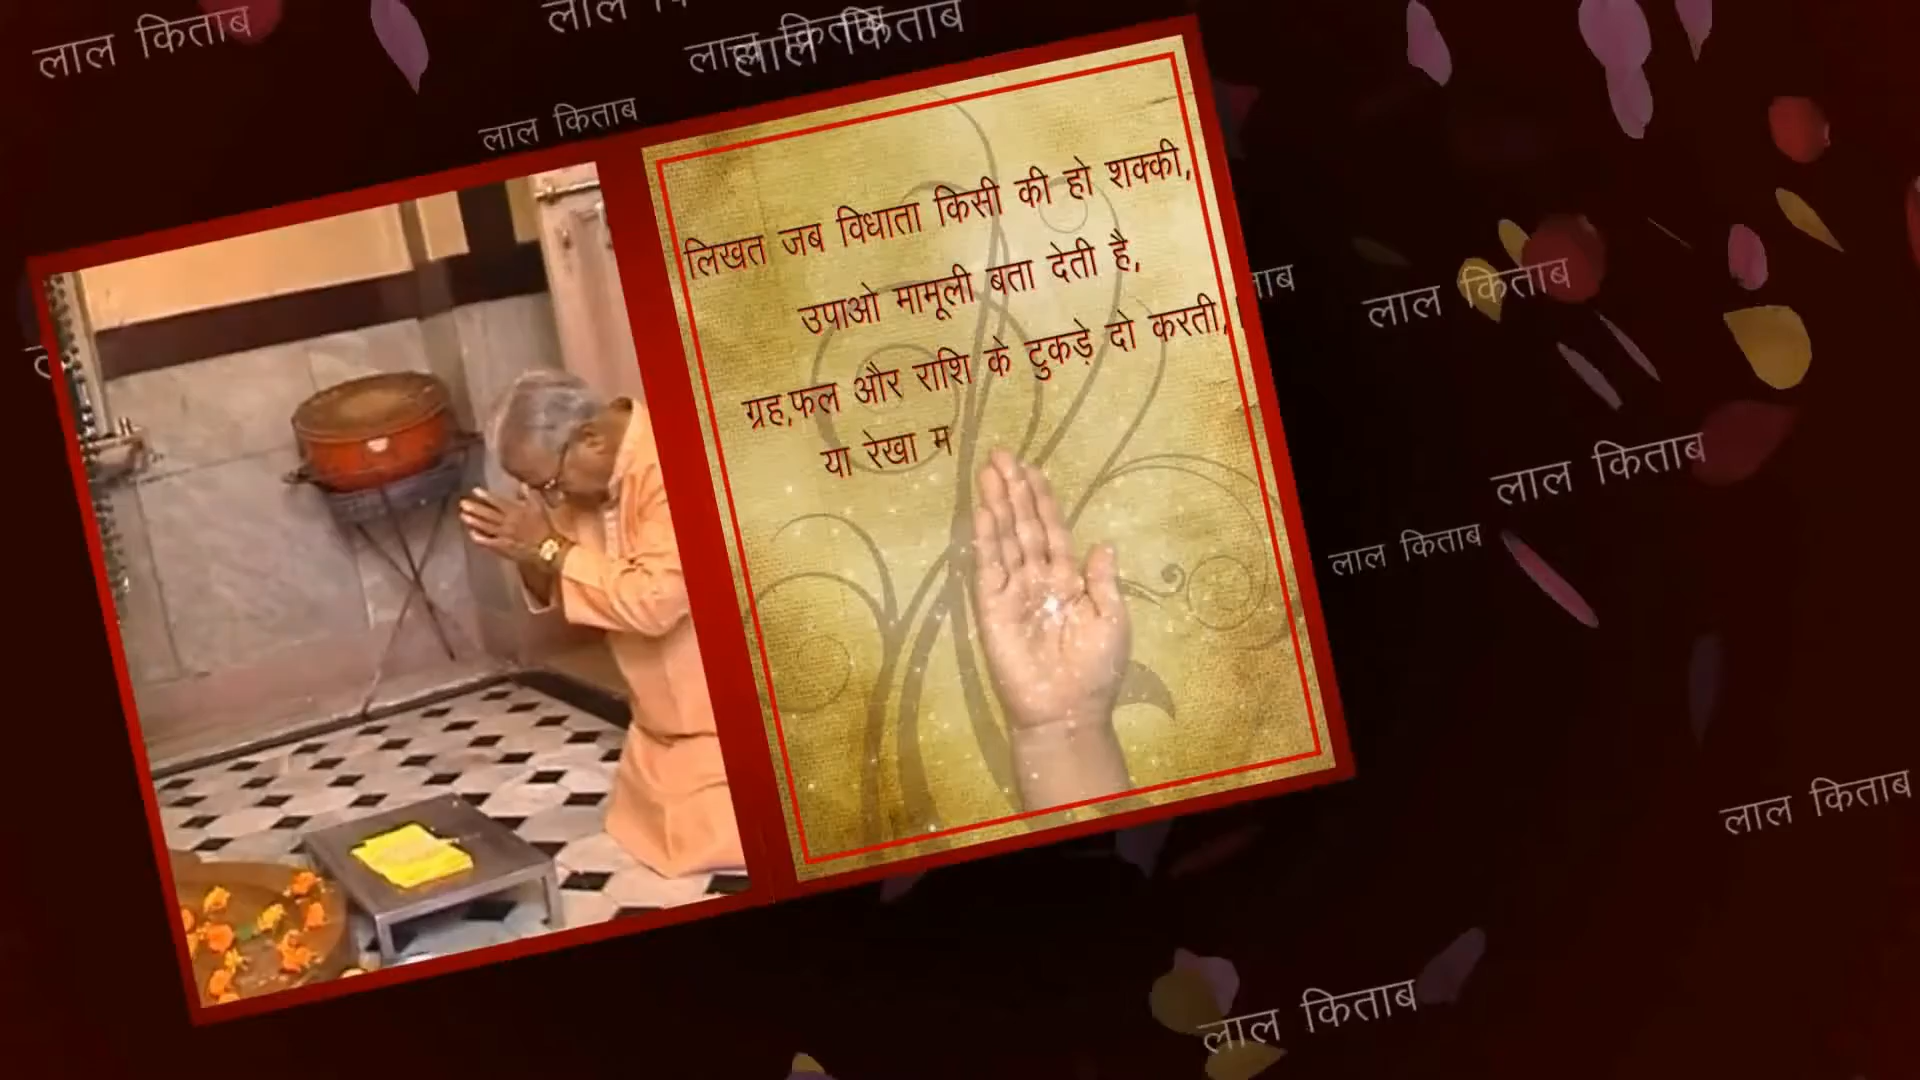 लाल किताब
लाल कि
लाल किताब
लाल किताब
लाल किताब
लिखत जब विधाता किसी की हो शक्की,
उपाओ मामूली बता देती है,
ग्रह,फल और राशि के टुकड़े दो करती,
या रेखा म
ताब
लाल किताब
लाल किताब
लाल किताब
लाल किताब
लाल किताब